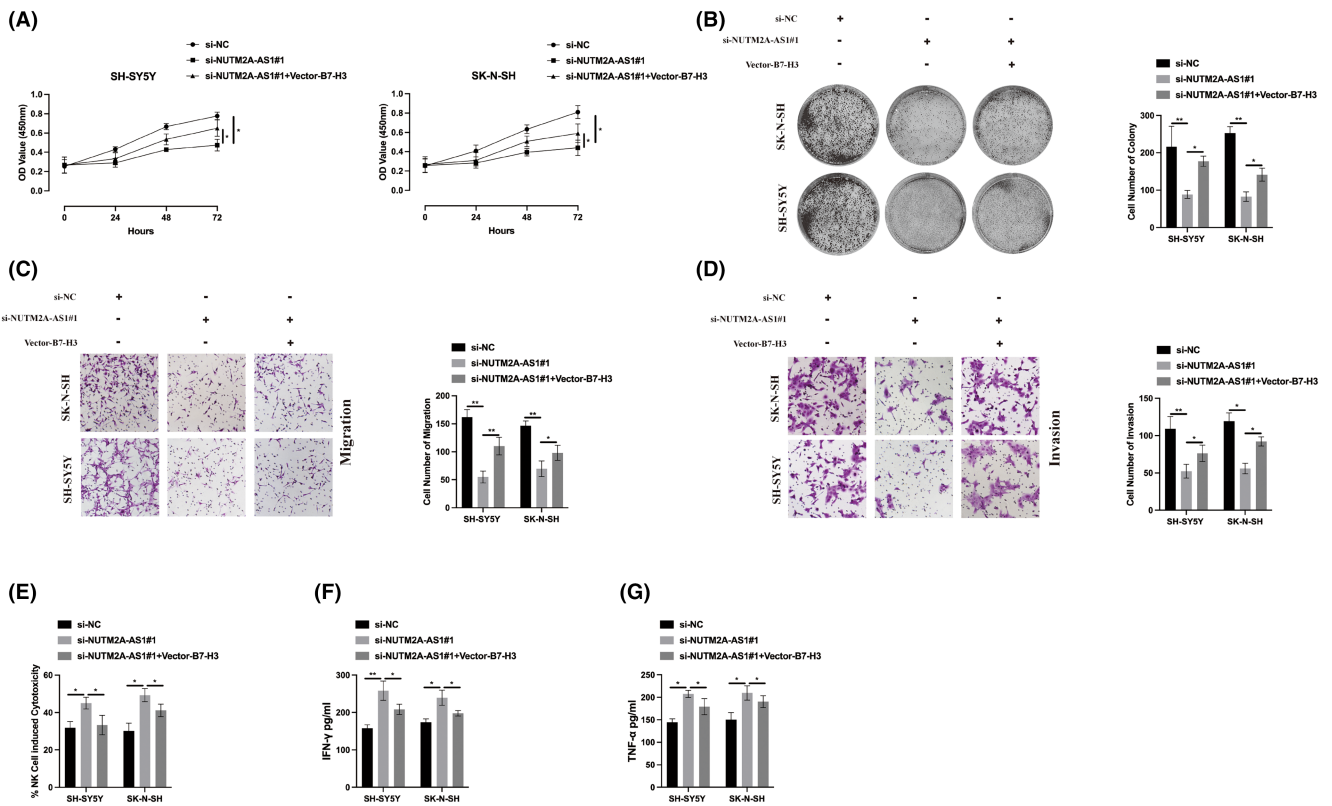 (A)
si-NC
si-NUTM2A-AS1#1
si-NUTM2A-AS1#1+Vector-B7-H3
SH-SY5Y
OD Value (450nm)
1.0
0.8
0.6
0.4
0.2
0.0
*
*
0 24 48 72
Hours
si-NC
si-NUTM2A-AS1#1
si-NUTM2A-AS1#1+Vector-B7-H3
SK-N-SH
OD Value (450nm)
1.0
0.8
0.6
0.4
0.2
0.0
*
*
0 24 48 72
Hours
(B)
si-NC + - -
si-NUTM2A-AS1#1 - + +
Vector-B7-H3 - - +
SK-N-SH
SH-SY5Y
si-NC
si-NUTM2A-AS1#1
si-NUTM2A-AS1#1+Vector-B7-H3
Cell Number of Colony
300
200
100
0
** * ** *
SH-SY5Y SK-N-SH
(C)
si-NC + - -
si-NUTM2A-AS1#1 - + +
Vector-B7-H3 - - +
SK-N-SH
SH-SY5Y
Migration
si-NC
si-NUTM2A-AS1#1
si-NUTM2A-AS1#1+Vector-B7-H3
Cell Number of Migration
200
150
100
50
0
** ** ** *
SH-SY5Y SK-N-SH
(D)
si-NC + - -
si-NUTM2A-AS1#1 - + +
Vector-B7-H3 - - +
SK-N-SH
SH-SY5Y
Invasion
si-NC
si-NUTM2A-AS1#1
si-NUTM2A-AS1#1+Vector-B7-H3
Cell Number of Invasion
150
100
50
0
** * * *
SH-SY5Y SK-N-SH
(E)
si-NC
si-NUTM2A-AS1#1
si-NUTM2A-AS1#1+Vector-B7-H3
% NK Cell Induced Cytotoxicity
60
40
20
0
* * * *
SH-SY5Y SK-N-SH
(F)
si-NC
si-NUTM2A-AS1#1
si-NUTM2A-AS1#1+Vector-B7-H3
IFN-γ pg/ml
300
200
100
0
** * * *
SH-SY5Y SK-N-SH
(G)
si-NC
si-NUTM2A-AS1#1
si-NUTM2A-AS1#1+Vector-B7-H3
TNF-α pg/ml
250
200
150
100
50
0
* * * *
SH-SY5Y SK-N-SH